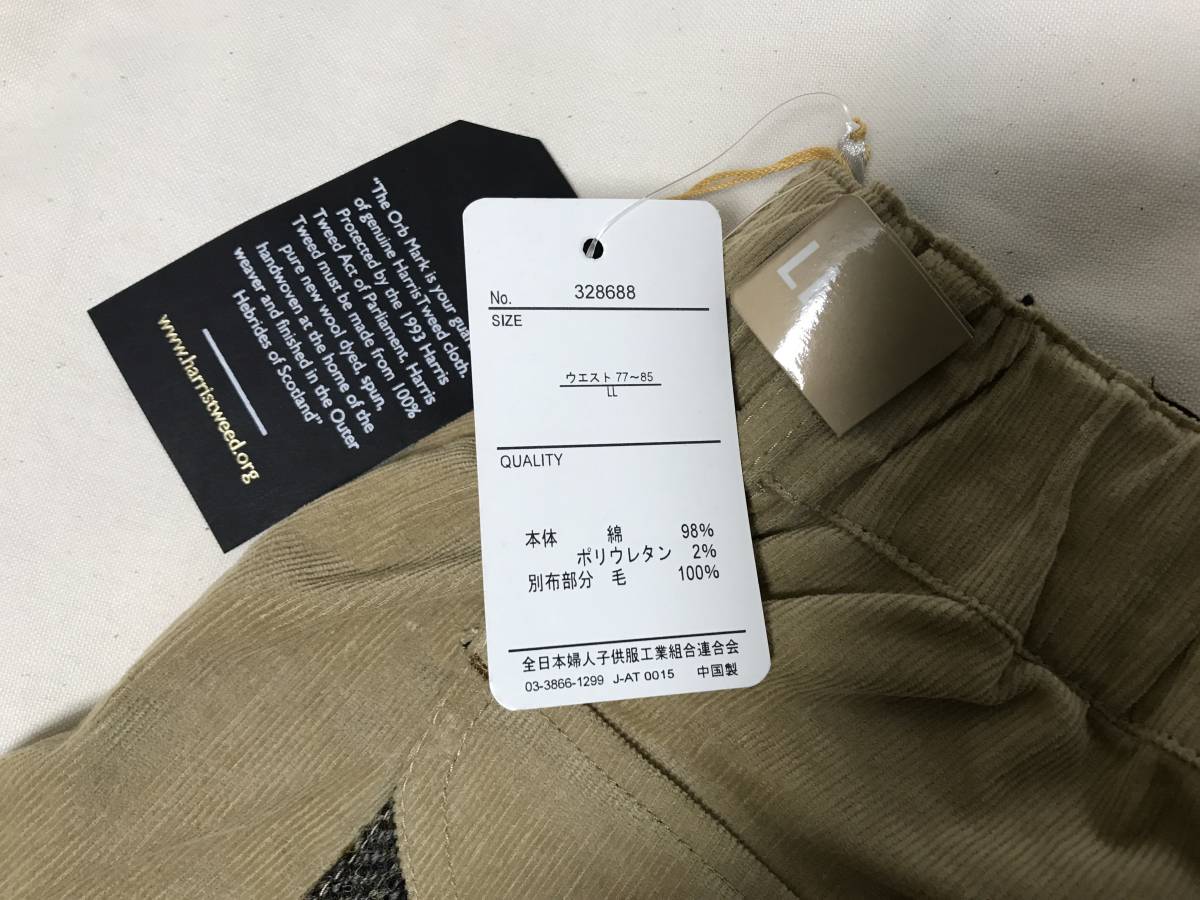 "The Orb Mark is your
of genuine Harris Tweed cloth.
Protected by the 1993 Harris
Tweed Act of Parliament, Harris
Tweed must be made from 100%
pure new wool dyed, spun,
handwoven at the home of the
weaver and finished in the Outer
Hebrides of Scotland"
www.harristweed.org
No. 328688
SIZE
ウエスト 77～85
LL
QUALITY
本体 綿 98%
ポリウレタン 2%
別布部分 毛 100%
全日本婦人子供服工業組合連合会
03-3866-1299 J-AT 0015 中国製
LL